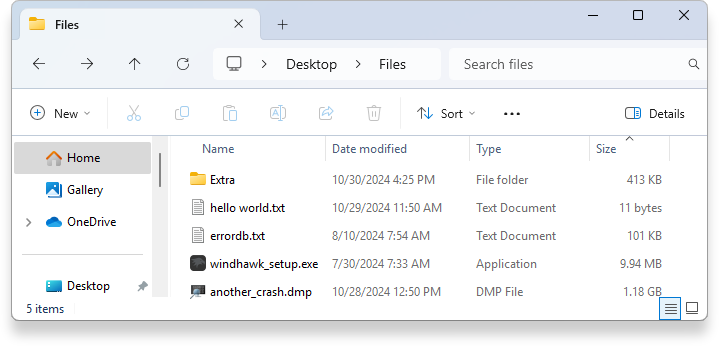 Files
Desktop
Files
Search files
New
Sort
Details
Home
Gallery
OneDrive
Desktop
Name Date modified Type Size
Extra 10/30/2024 4:25 PM File folder 413 KB
hello world.txt 10/29/2024 11:50 AM Text Document 11 bytes
errordb.txt 8/10/2024 7:54 AM Text Document 101 KB
windhawk_setup.exe 7/30/2024 7:33 AM Application 9.94 MB
another_crash.dmp 10/28/2024 12:50 PM DMP File 1.18 GB
5 items